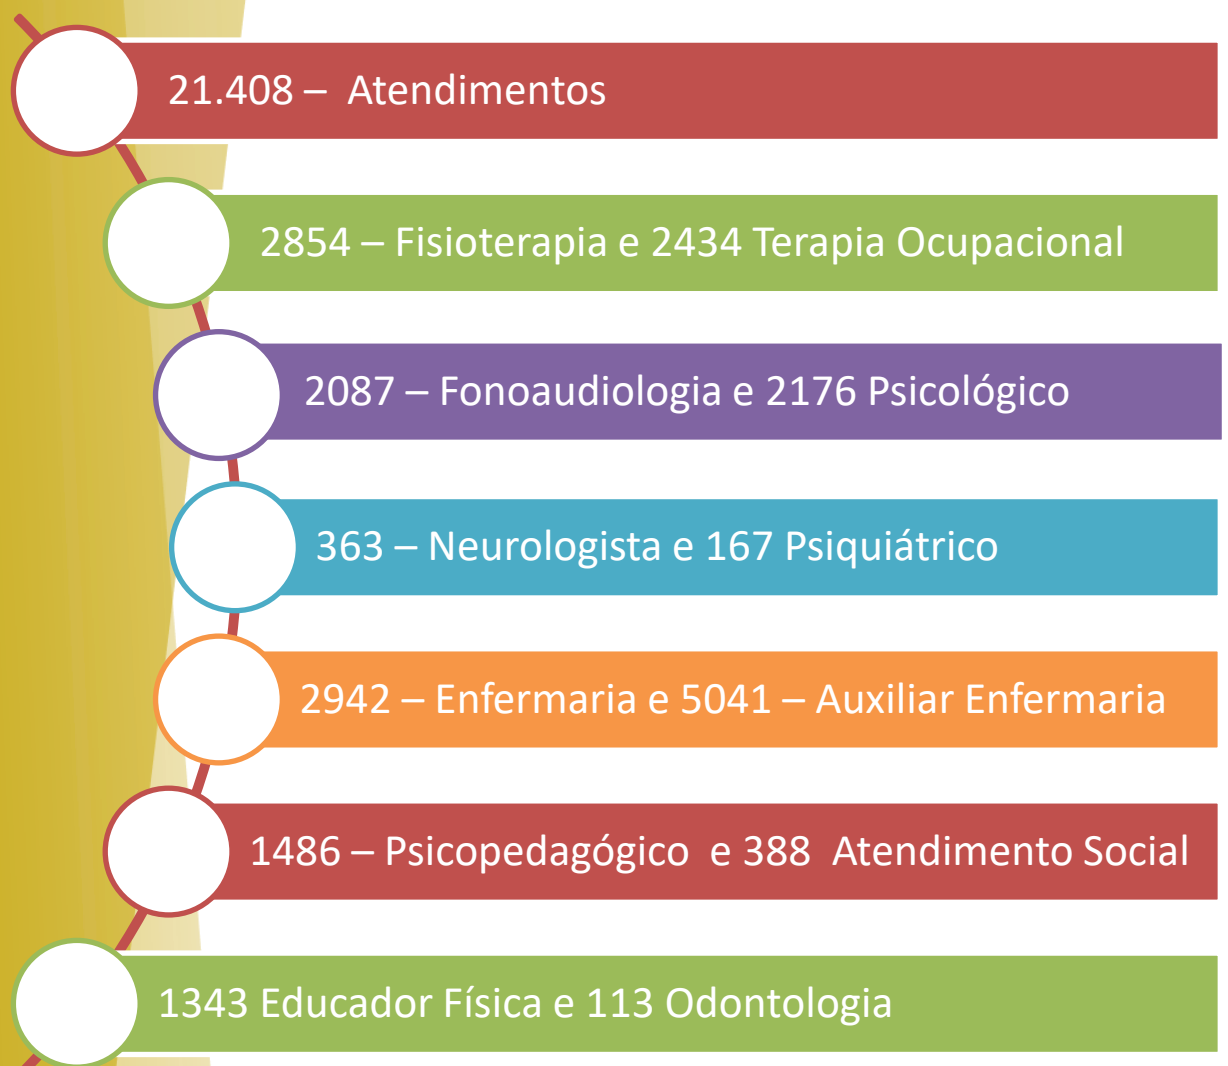 21.408 – Atendimentos
2854 – Fisioterapia e 2434 Terapia Ocupacional
2087 – Fonoaudiologia e 2176 Psicológico
363 – Neurologista e 167 Psiquiátrico
2942 – Enfermaria e 5041 – Auxiliar Enfermaria
1486 – Psicopedagógico e 388 Atendimento Social
1343 Educador Física e 113 Odontologia